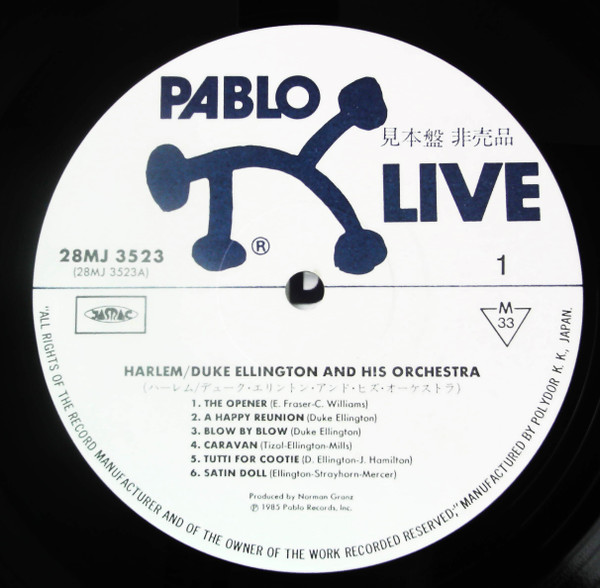 PABLO
見本盤 非売品
LIVE
®
28MJ 3523
(28MJ 3523A)
1
JASRAC
M
33
HARLEM/DUKE ELLINGTON AND HIS ORCHESTRA
(ハーレム/デューク・エリントン・アンド・ヒズ・オーケストラ)
1. THE OPENER (E. Fraser-C. Williams)
2. A HAPPY REUNION (Duke Ellington)
3. BLOW BY BLOW (Duke Ellington)
4. CARAVAN (Tizol-Ellington-Mills)
5. TUTTI FOR COOTIE (D. Ellington-J. Hamilton)
6. SATIN DOLL (Ellington-Strayhorn-Mercer)
Produced by Norman Granz
℗ 1985 Pablo Records, Inc.
"ALL RIGHTS OF THE RECORD MANUFACTURER AND OF THE OWNER OF THE WORK RECORDED RESERVED;" MANUFACTURED BY POLYDOR K. K., JAPAN.